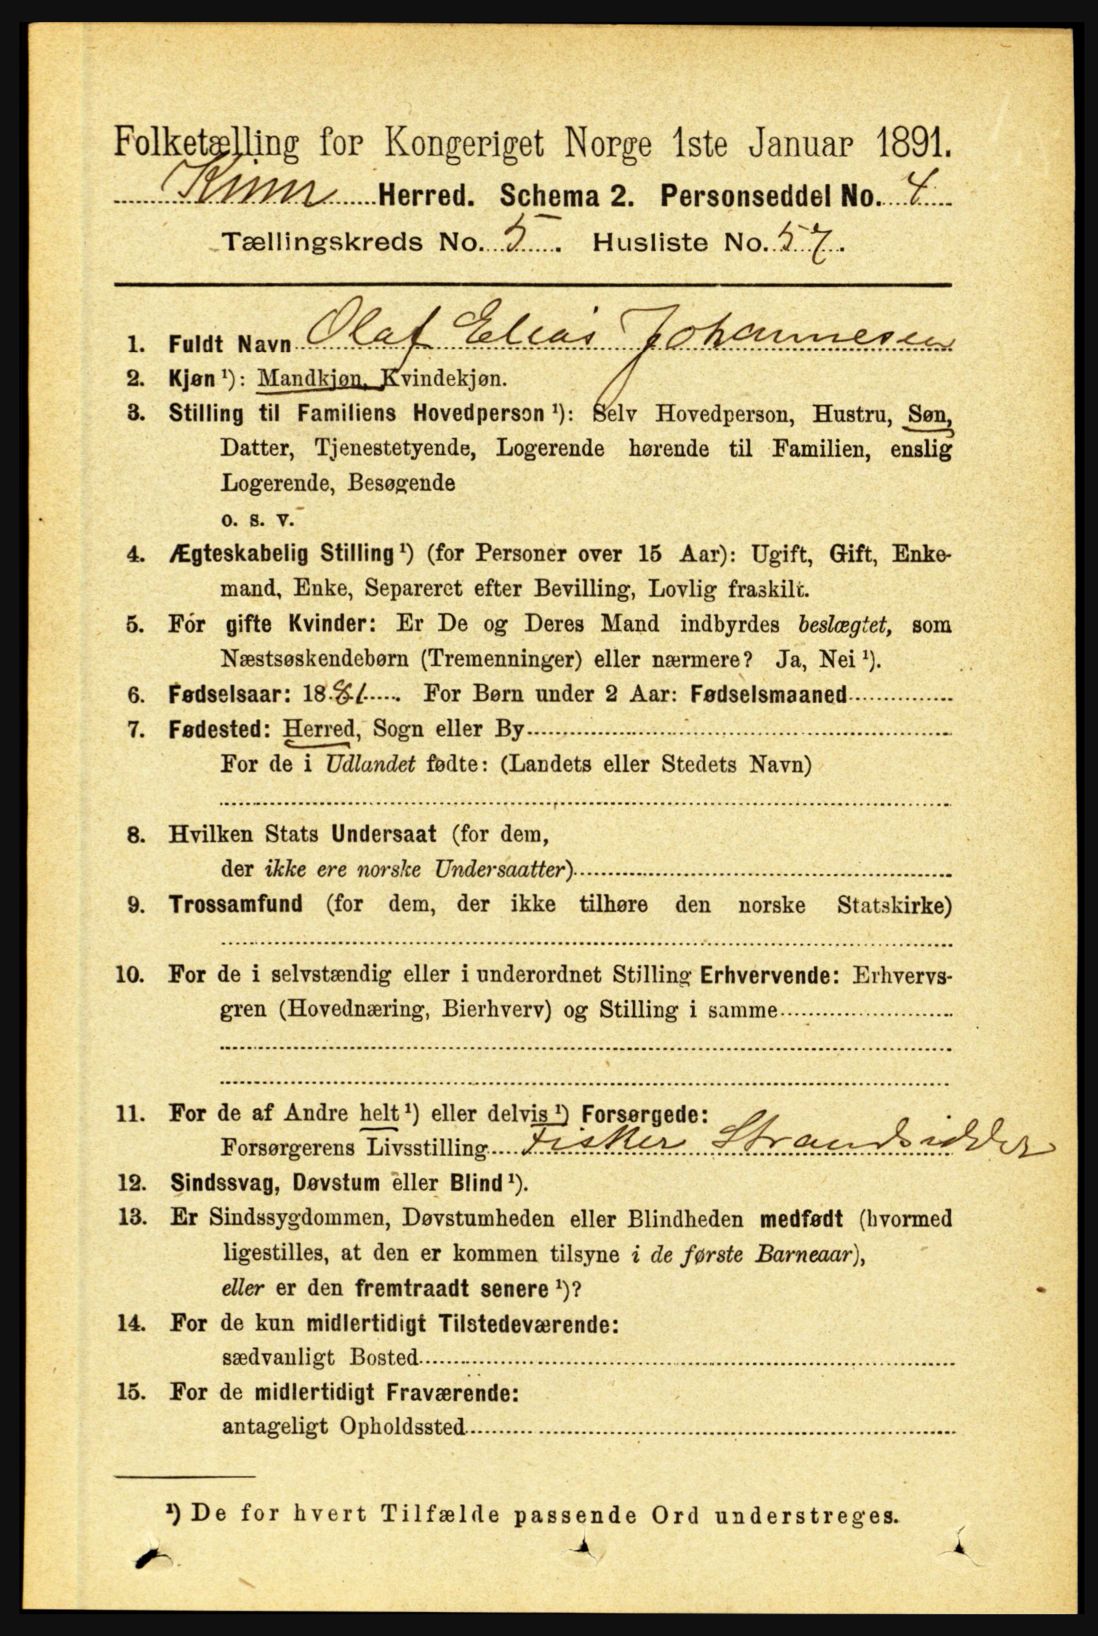 Folketælling for Kongeriget Norge 1ste Januar 1891.
Kinn Herred. Schema 2. Personseddel No. 4
Tællingskreds No. 5. Husliste No. 57.
1. Fuldt Navn Olaf Elias Johannesen
2. Kjøn ¹): Mandkjøn, Kvindekjøn.
3. Stilling til Familiens Hovedperson ¹): Selv Hovedperson, Hustru, Søn,
Datter, Tjenestetyende, Logerende hørende til Familien, enslig
Logerende, Besøgende
o. s. v.
4. Ægteskabelig Stilling ¹) (for Personer over 15 Aar): Ugift, Gift, Enke-
mand, Enke, Separeret efter Bevilling, Lovlig fraskilt.
5. For gifte Kvinder: Er De og Deres Mand indbyrdes beslægtet, som
Næstsøskendebørn (Tremenninger) eller nærmere? Ja, Nei ¹).
6. Fødselsaar: 1881. For Børn under 2 Aar: Fødselsmaaned
7. Fødested: Herred, Sogn eller By
For de i Udlandet fødte: (Landets eller Stedets Navn)
8. Hvilken Stats Undersaat (for dem,
der ikke ere norske Undersaatter)
9. Trossamfund (for dem, der ikke tilhøre den norske Statskirke)
10. For de i selvstændig eller i underordnet Stilling Erhvervende: Erhvervs-
gren (Hovednæring, Bierhverv) og Stilling i samme
11. For de af Andre helt ¹) eller delvis ¹) Forsørgede:
Forsørgerens Livsstilling Fisker Strandsidder
12. Sindssvag, Døvstum eller Blind ¹).
13. Er Sindssygdommen, Døvstumheden eller Blindheden medfødt (hvormed
ligestilles, at den er kommen tilsyne i de første Barneaar),
eller er den fremtraadt senere ¹)?
14. For de kun midlertidigt Tilstedeværende:
sædvanligt Bosted
15. For de midlertidigt Fraværende:
antageligt Opholdssted
¹) De for hvert Tilfælde passende Ord understreges.